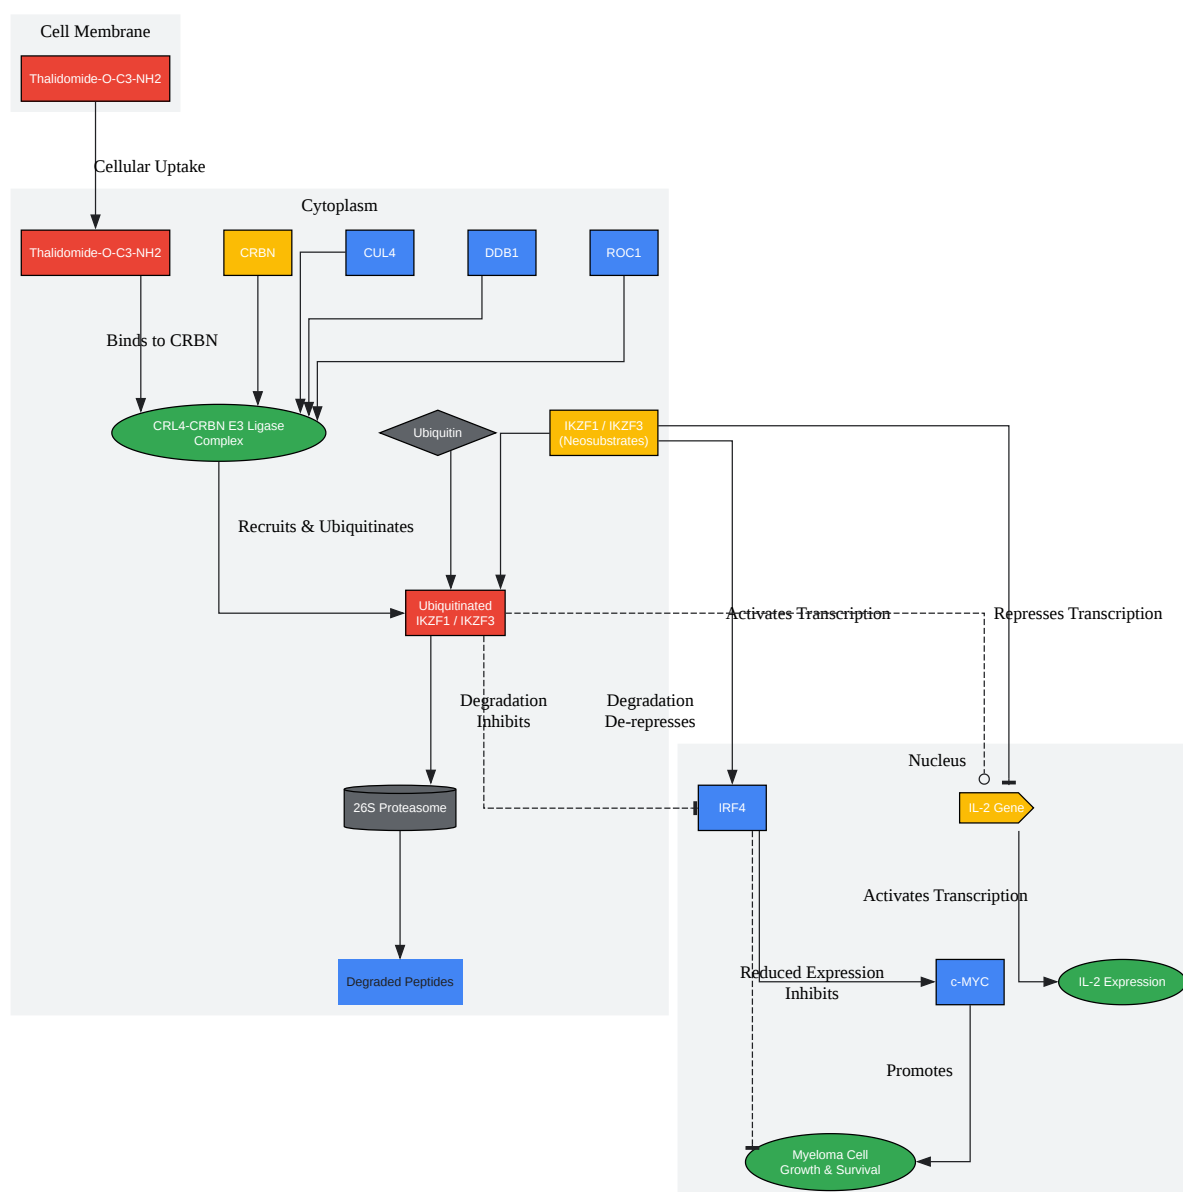 Cell Membrane
Thalidomide-O-C3-NH2
Cellular Uptake
Cytoplasm
Thalidomide-O-C3-NH2
CRBN
CUL4
DDB1
ROC1
Binds to CRBN
CRL4-CRBN E3 Ligase
Complex
Ubiquitin
IKZF1 / IKZF3
(Neosubstrates)
Recruits & Ubiquitinates
Ubiquitinated
IKZF1 / IKZF3
Activates Transcription
Represses Transcription
Degradation
Inhibits
Degradation
De-represses
Nucleus
26S Proteasome
IRF4
IL-2 Gene
Activates Transcription
Degraded Peptides
Reduced Expression
Inhibits
c-MYC
IL-2 Expression
Promotes
Myeloma Cell
Growth & Survival